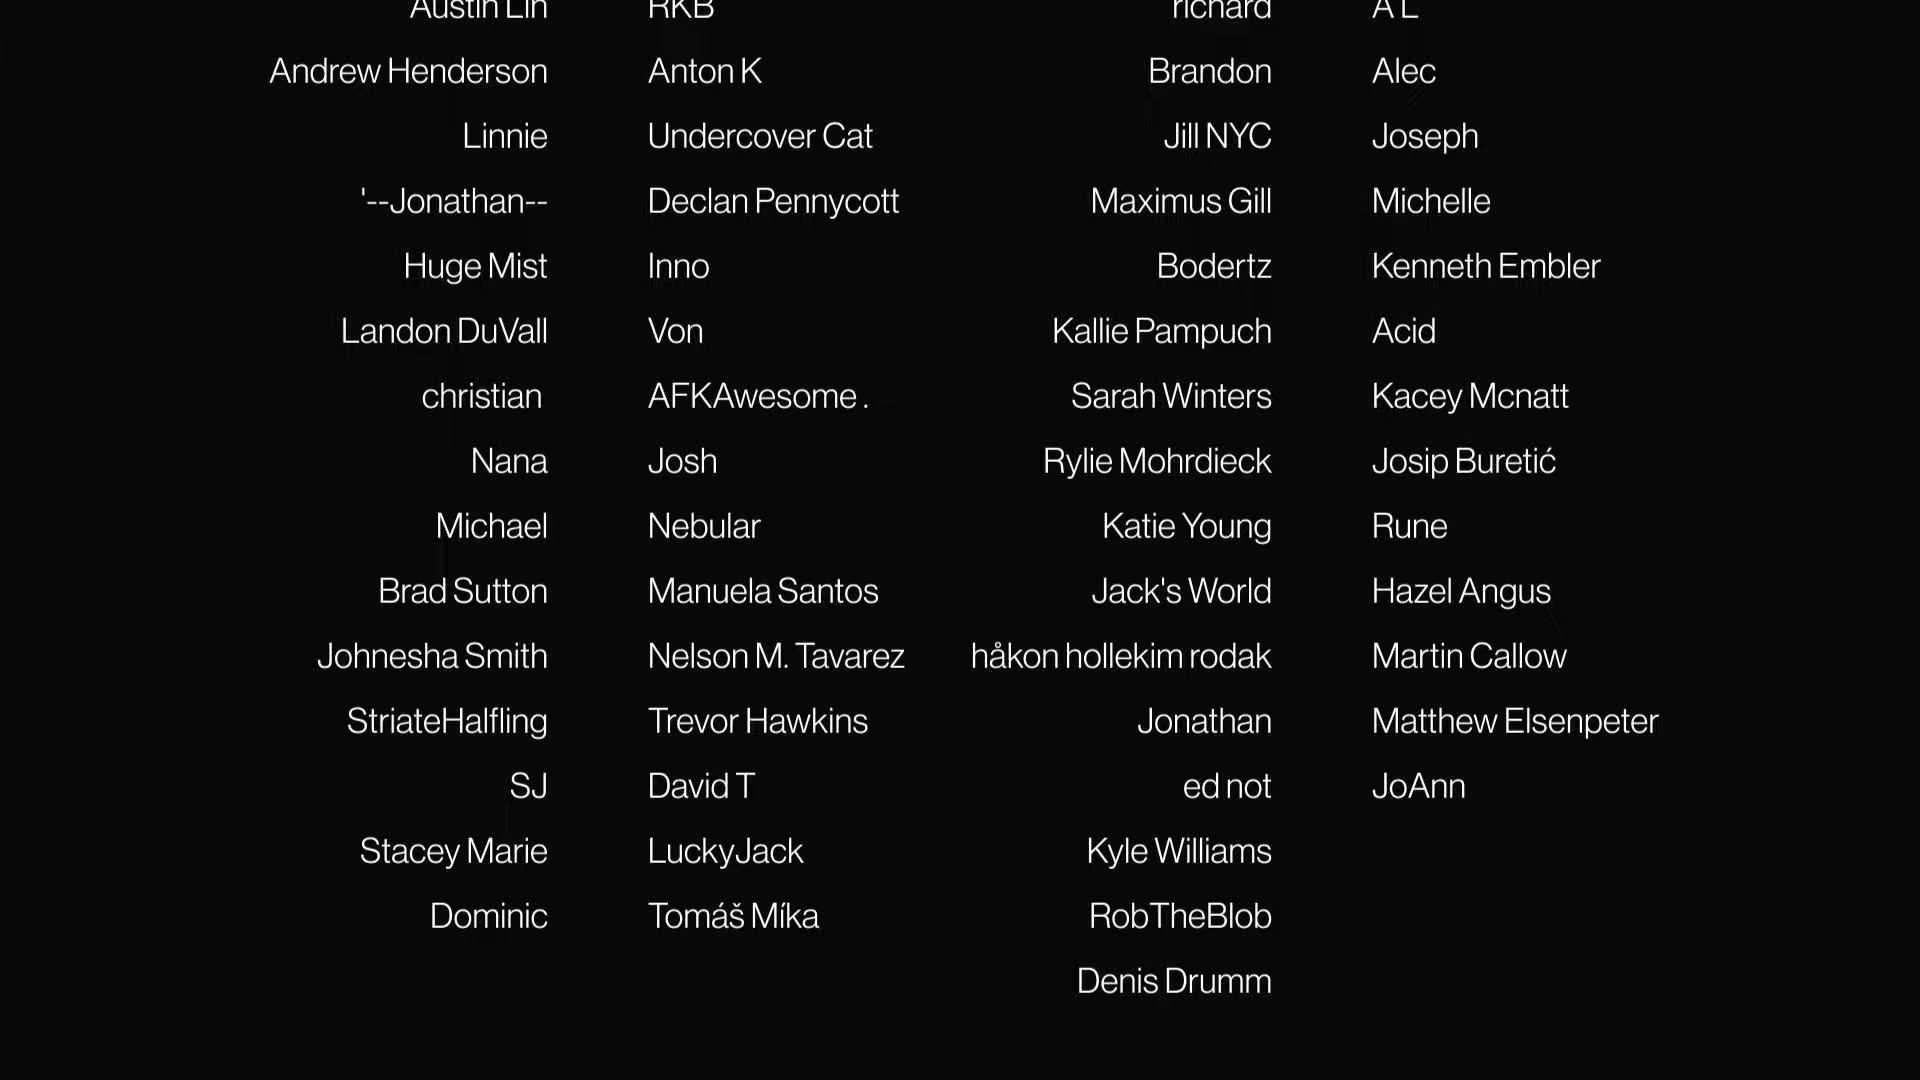 Austin Lin RKB richard A L
Andrew Henderson Anton K Brandon Alec
Linnie Undercover Cat Jill NYC Joseph
'--Jonathan-- Declan Pennycott Maximus Gill Michelle
Huge Mist Inno Bodertz Kenneth Embler
Landon DuVall Von Kallie Pampuch Acid
christian AFKAwesome . Sarah Winters Kacey Mcnatt
Nana Josh Rylie Mohrdieck Josip Buretić
Michael Nebular Katie Young Rune
Brad Sutton Manuela Santos Jack's World Hazel Angus
Johnesha Smith Nelson M. Tavarez håkon hollekim rodak Martin Callow
StriateHalfling Trevor Hawkins Jonathan Matthew Elsenpeter
SJ David T ed not JoAnn
Stacey Marie LuckyJack Kyle Williams
Dominic Tomáš Míka RobTheBlob
Denis Drumm